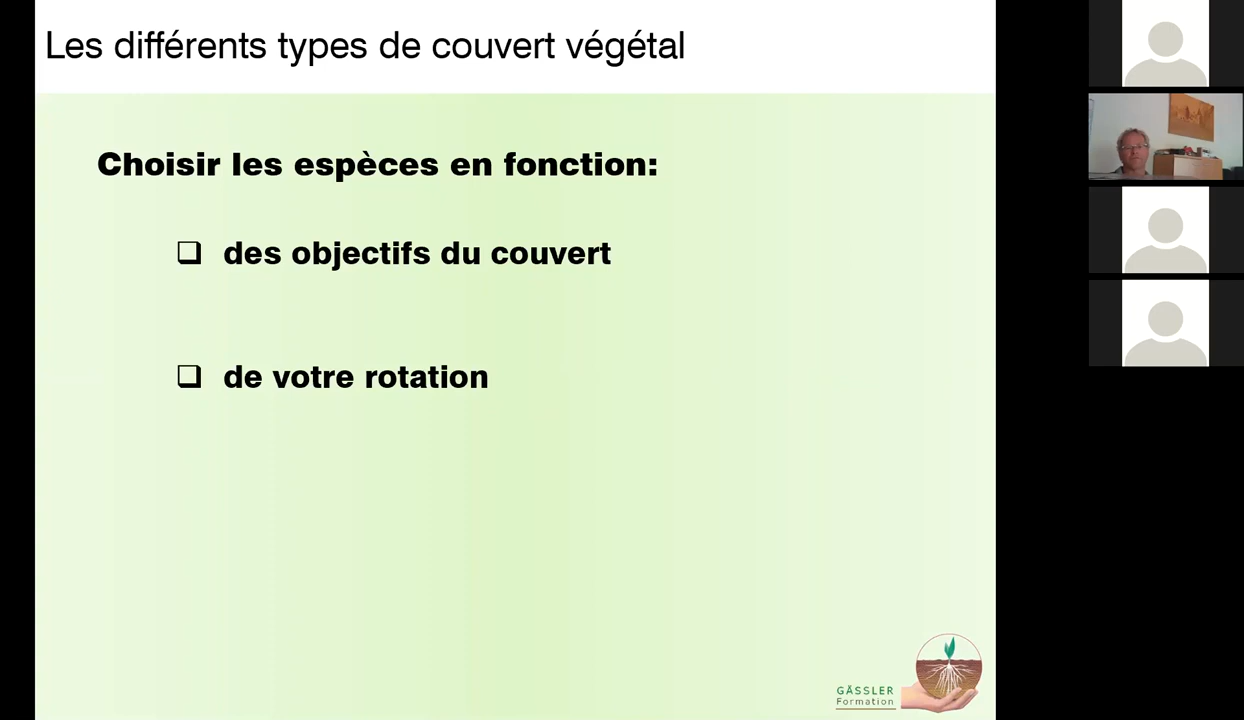 Les différents types de couvert végétal
Choisir les espèces en fonction:
❑ des objectifs du couvert
❑ de votre rotation
GÄSSLER
Formation